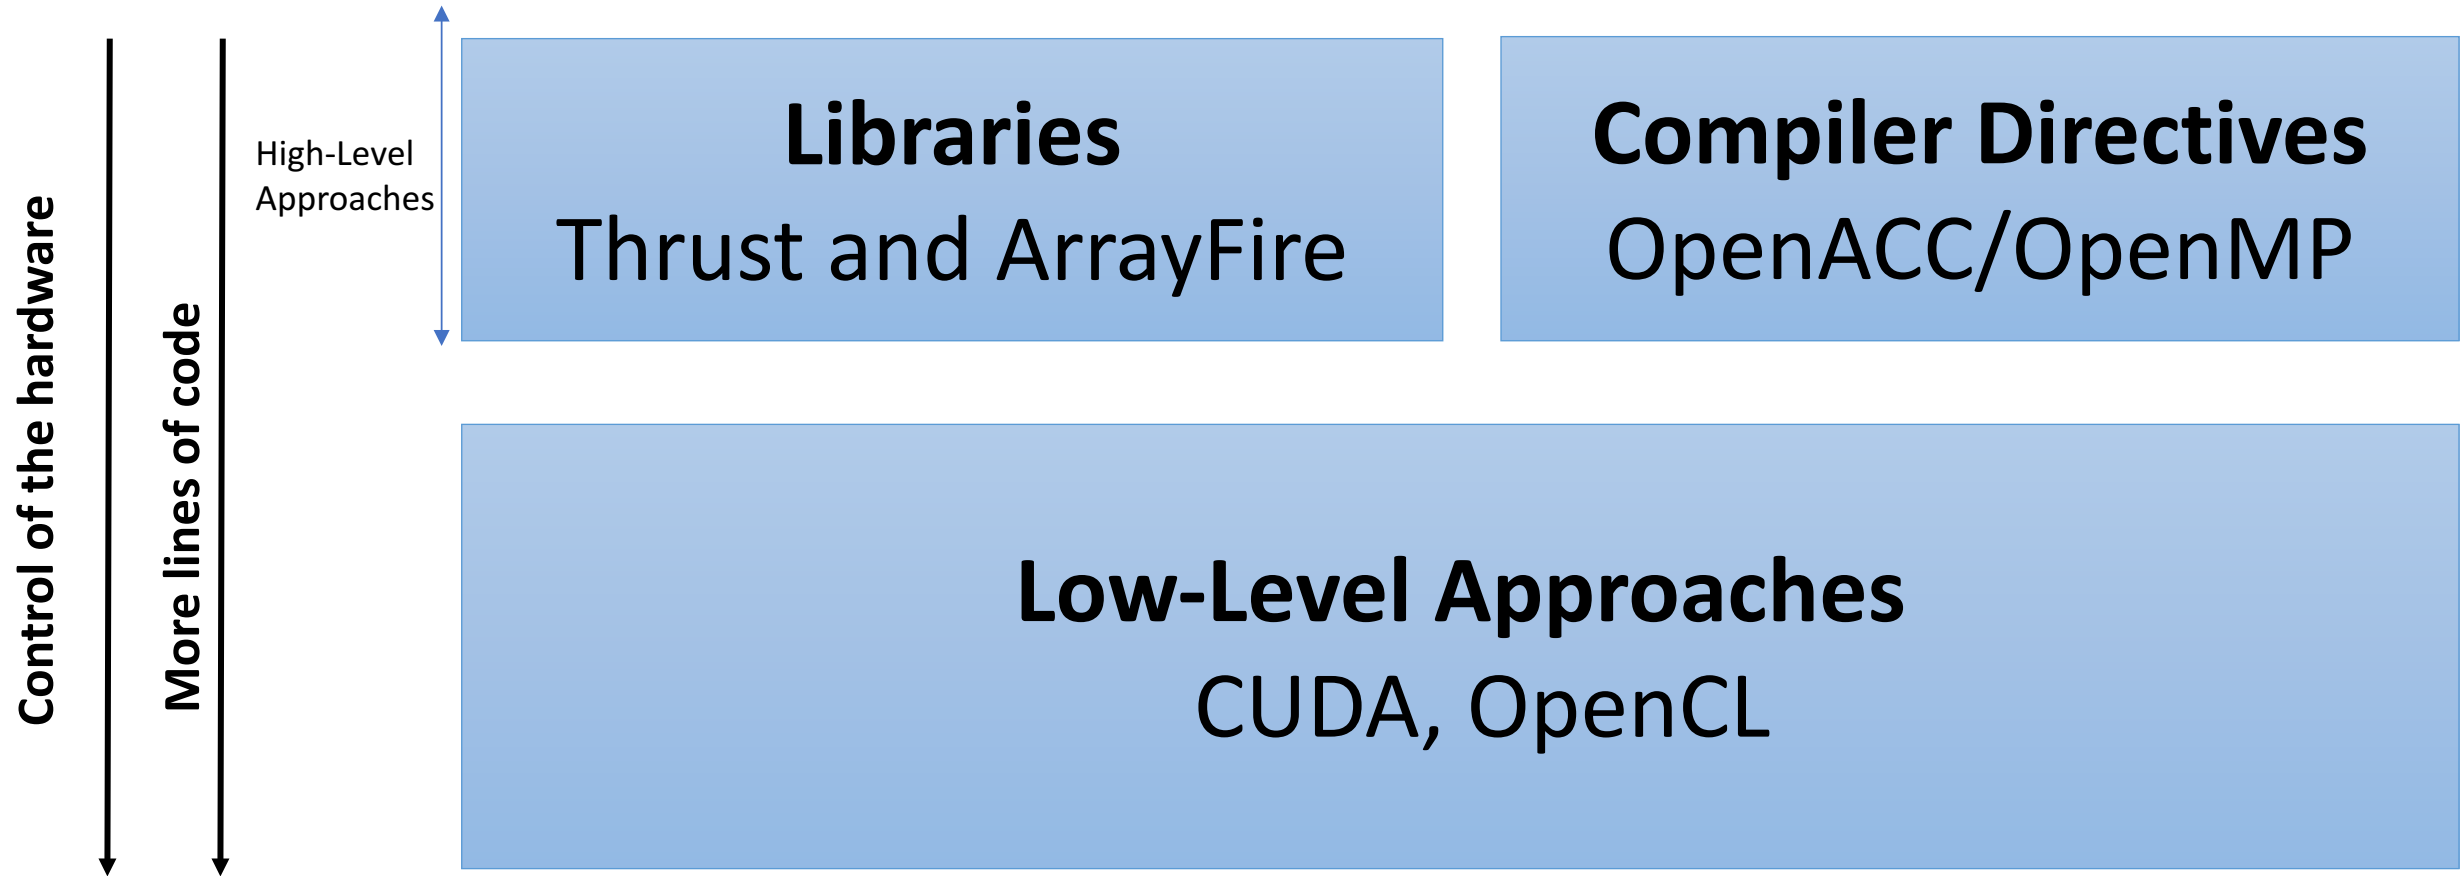 Control of the hardware
More lines of code
High-Level
Approaches
Libraries
Thrust and ArrayFire
Compiler Directives
OpenACC/OpenMP
Low-Level Approaches
CUDA, OpenCL